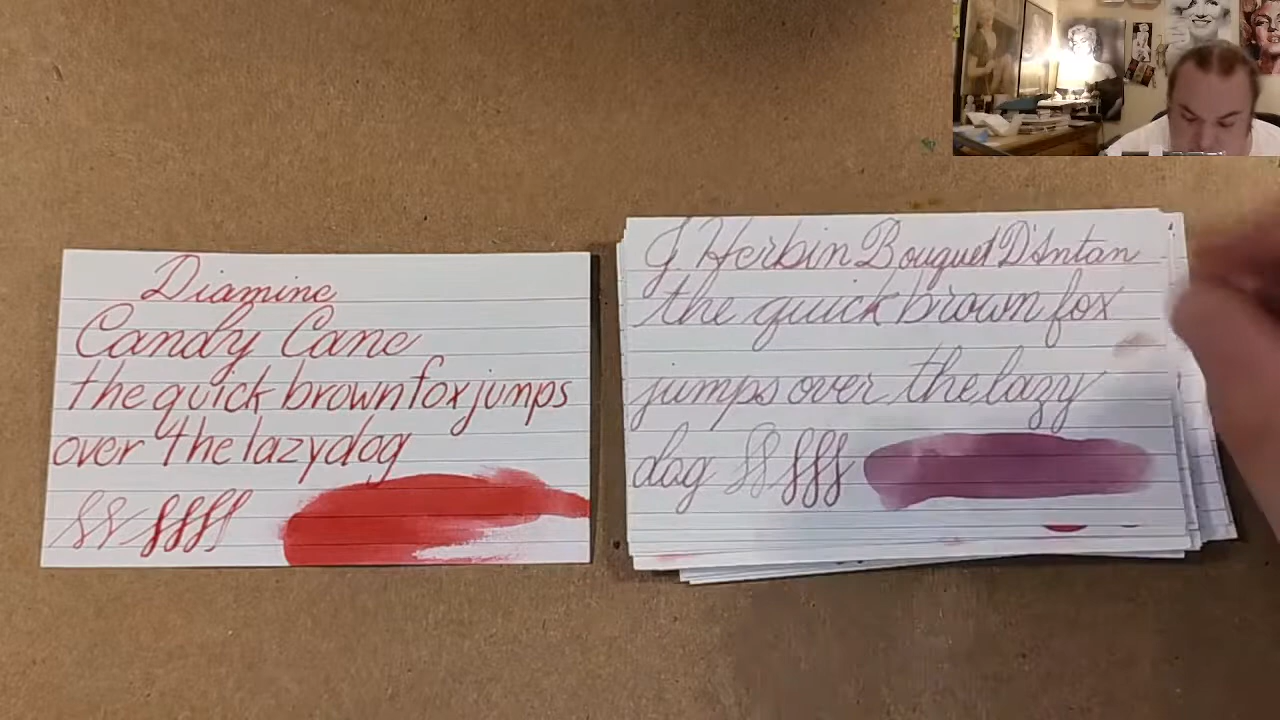 Diamine
Candy Cane
the quick brown fox jumps
over the lazy dog
J. Herbin Bouquet D'Antan
the quick brown fox
jumps over the lazy
dog